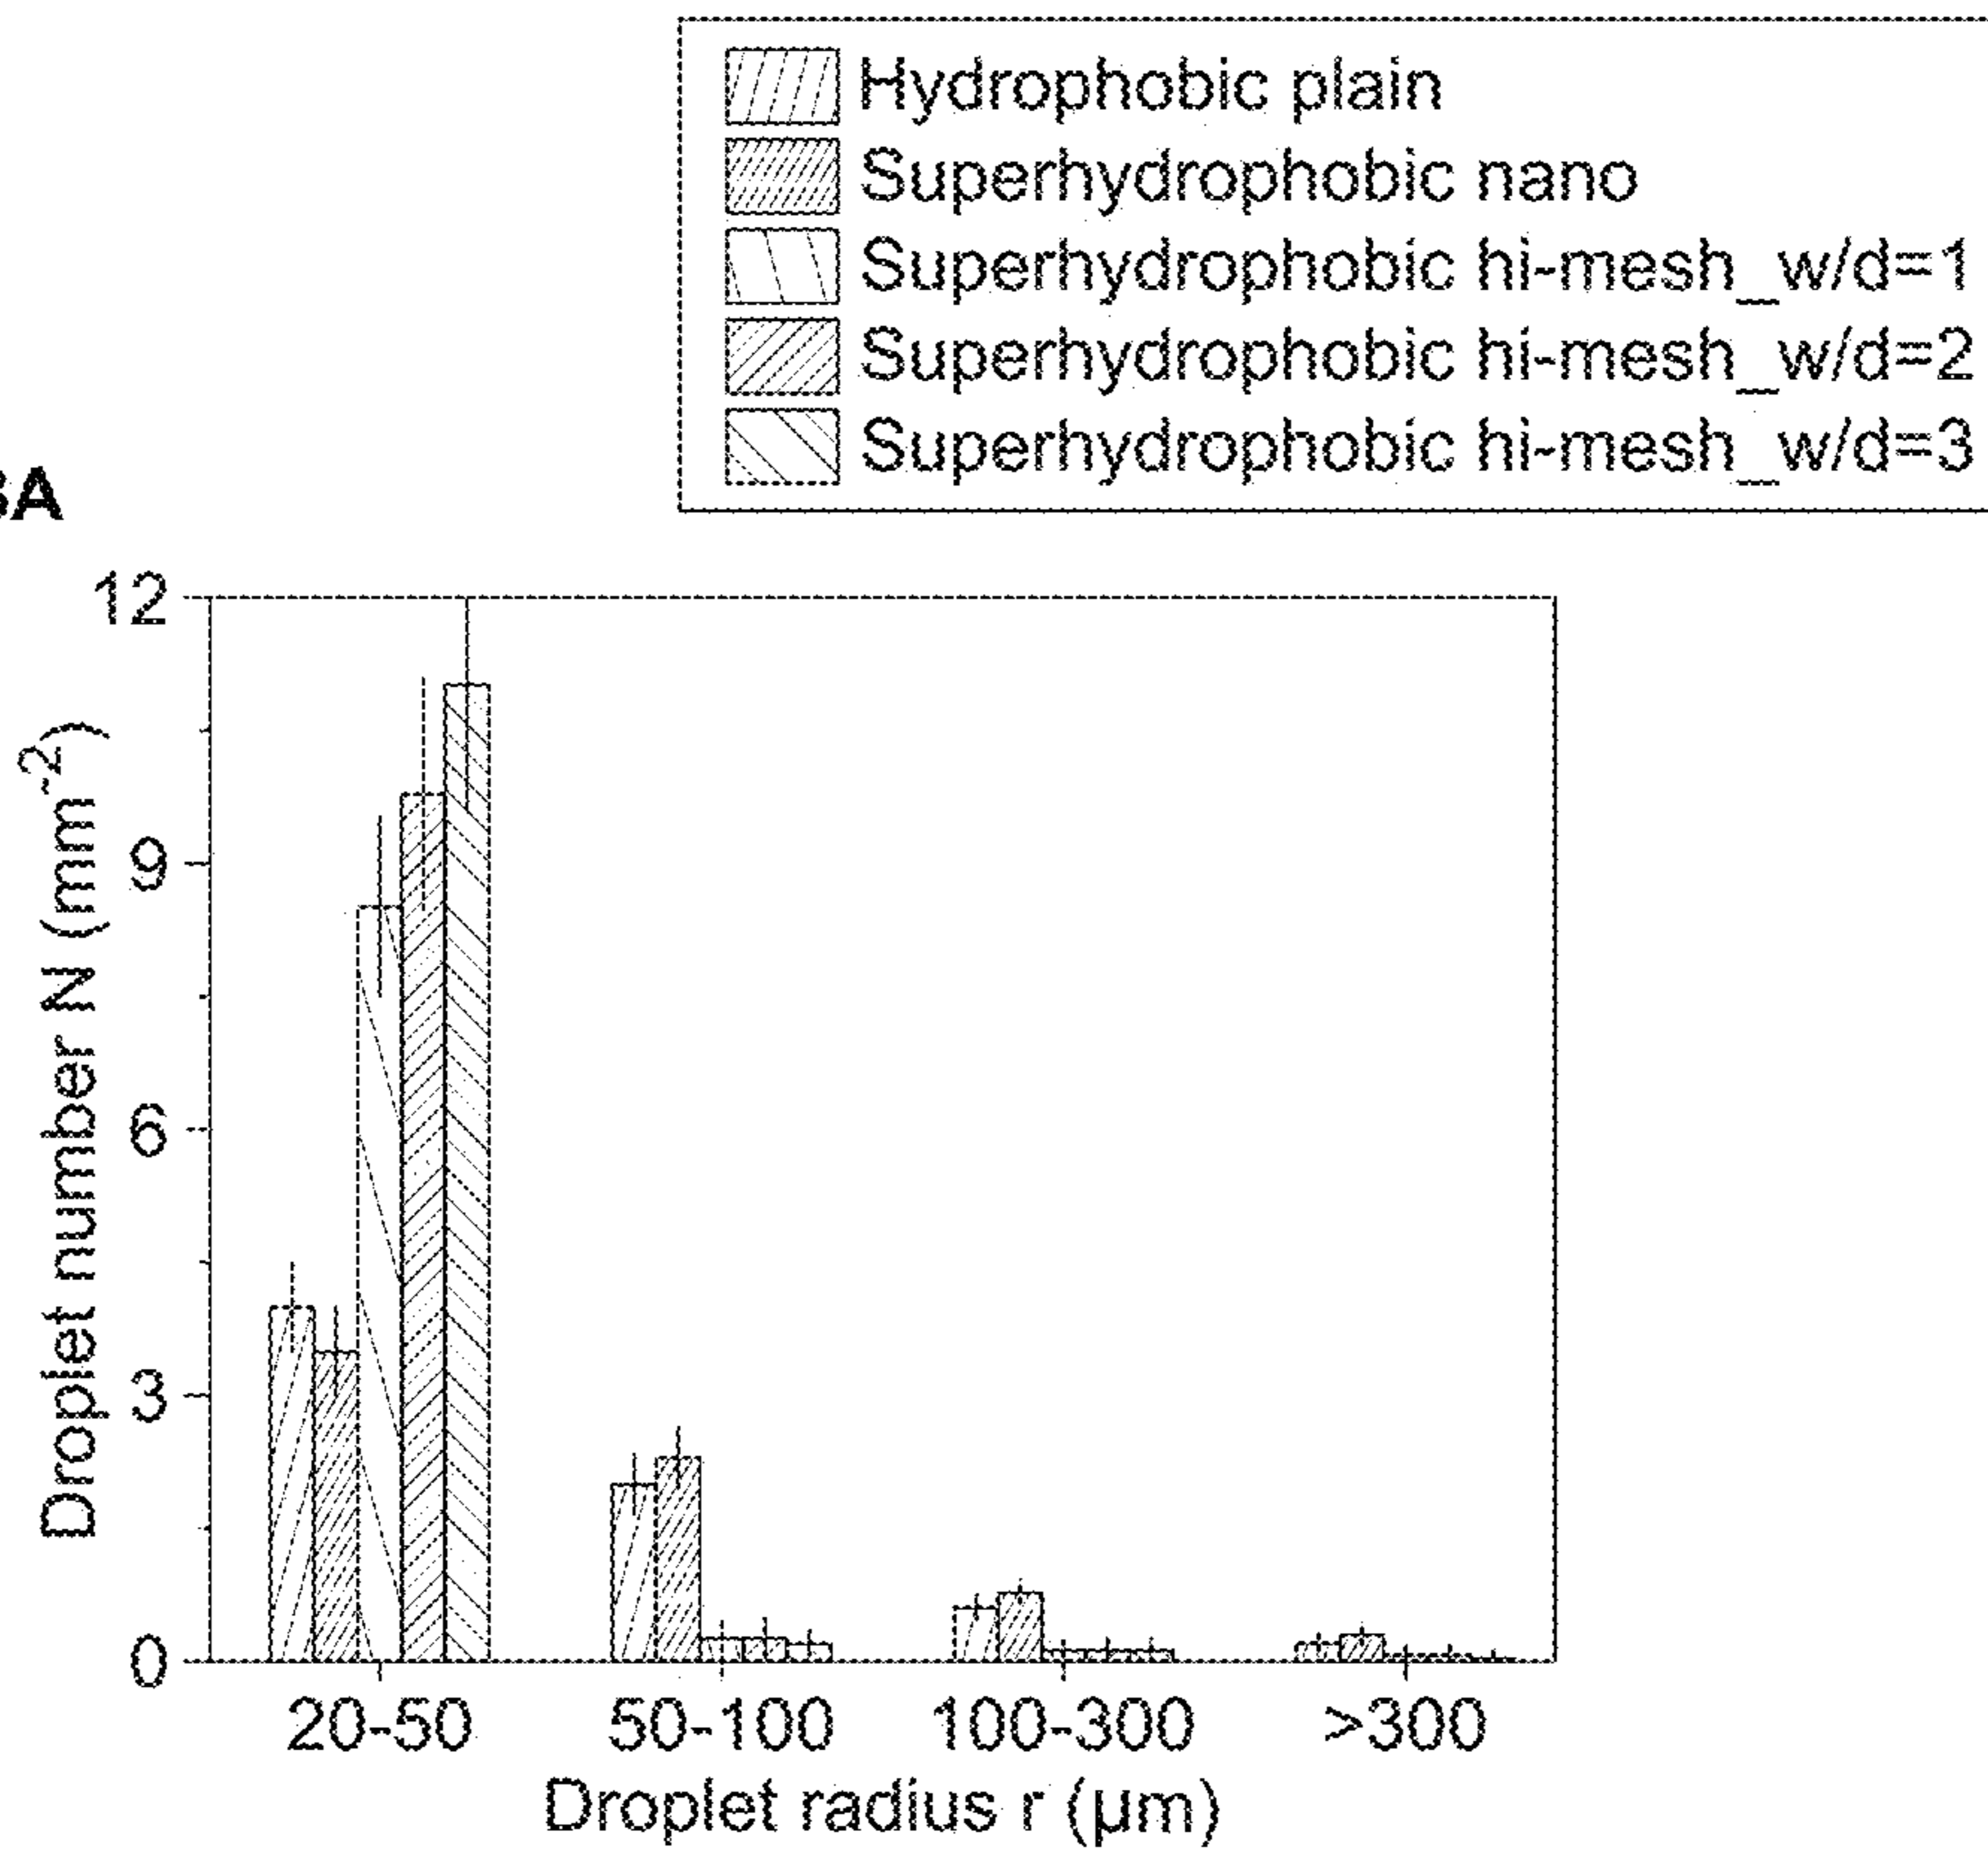 Hydrophobic plain
Superhydrophobic nano
Superhydrophobic hi-mesh_w/d=1
Superhydrophobic hi-mesh_w/d=2
Superhydrophobic hi-mesh_w/d=3
A
12
9
6
3
0
Droplet number N (mm⁻²)
20-50 50-100 100-300 >300
Droplet radius r (µm)